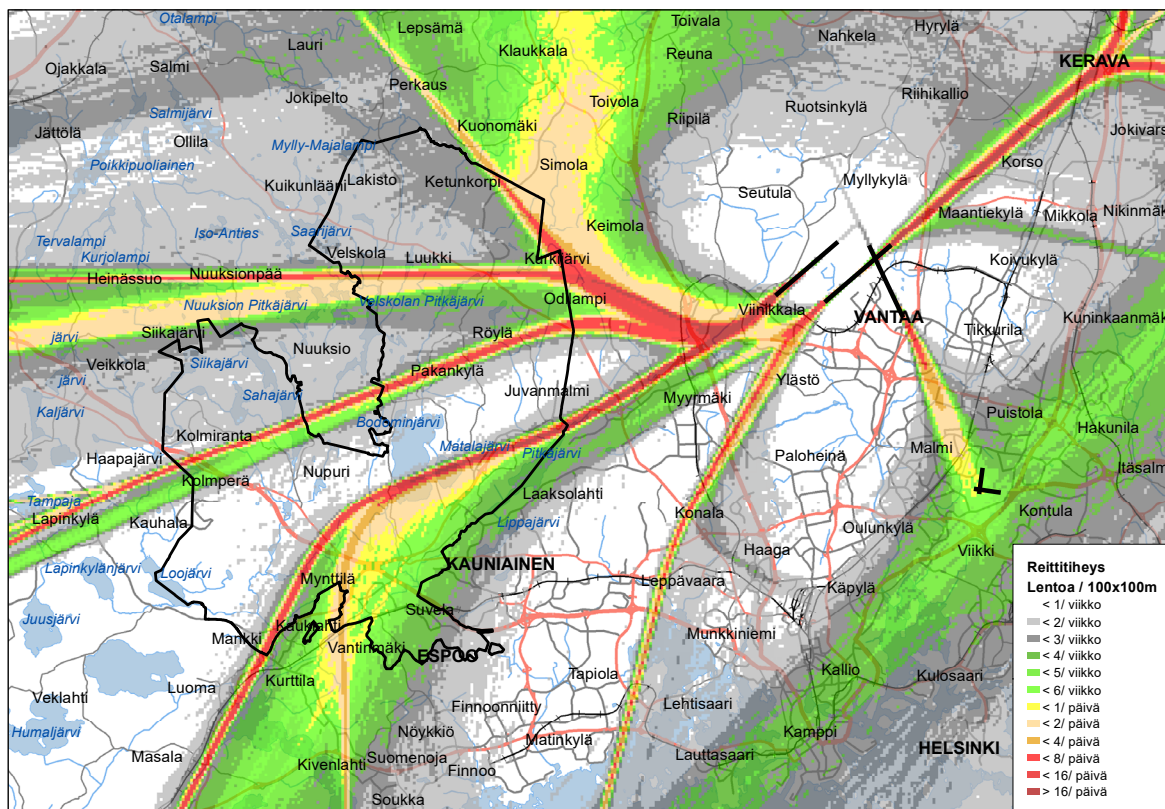 Otalampi
Lepsämä
Toivala
Hyrylä
Nahkela
Lauri
Klaukkala
Reuna
KERAVA
Ojakkala
Salmi
Perkaus
Riihikallio
Jokipelto
Toivola
Ruotsinkylä
Salmijärvi
Riipilä
Jättölä
Kuonomäki
Jokivars
Ollila
Mylly-Majalampi
Poikkipuoliainen
Simola
Korso
Kuikunlääni
Lakisto
Ketunkorpi
Seutula
Myllykylä
Maantiekylä
Mikkola
Nikinmäk
Iso-Anties
Saarijärvi
Keimola
Tervalampi
Kurjolampi
Velskola
Luukki
Kurkijärvi
Koivukylä
Heinässuo
Nuuksionpää
Nuuksion Pitkäjärvi
Velskolan Pitkäjärvi
Odilampi
Viinikkala
VANTAA
Kuninkaanmäk
Tikkurila
järvi
Siikajärvi
Röylä
Nuuksio
Veikkola
Siikajärvi
Pakankylä
järvi
Ylästö
Sahajärvi
Juvanmalmi
Myyrmäki
Kaljärvi
Puistola
Bodominjärvi
Hakunila
Kolmiranta
Matalajärvi
Malmi
Haapajärvi
Pitkäjärvi
Paloheinä
Nupuri
Itäsalm
Kolmperä
Laaksolahti
Tampaja
Lapinkylä
Kauhala
Lippajärvi
Konala
Oulunkylä
Kontula
Haaga
Viikki
KAUNIAINEN
Lapinkylänjärvi
Loojärvi
Mynttilä
Leppävaara
Käpylä
Suvela
Juusjärvi
Kauklahti
Mankki
Vantinmäki
ESPOO
Munkkiniemi
Kallio
Kulosaari
Tapiola
Kurttila
Luoma
Veklahti
Finnoonniitty
Lehtisaari
Humaljärvi
Nöykkiö
Kamppi
Matinkylä
HELSINKI
Masala
Suomenoja
Lauttasaari
Kivenlahti
Finnoo
Soukka
Reittitiheys
Lentoa / 100x100m
< 1/ viikko
< 2/ viikko
< 3/ viikko
< 4/ viikko
< 5/ viikko
< 6/ viikko
< 1/ päivä
< 2/ päivä
< 4/ päivä
< 8/ päivä
< 16/ päivä
> 16/ päivä